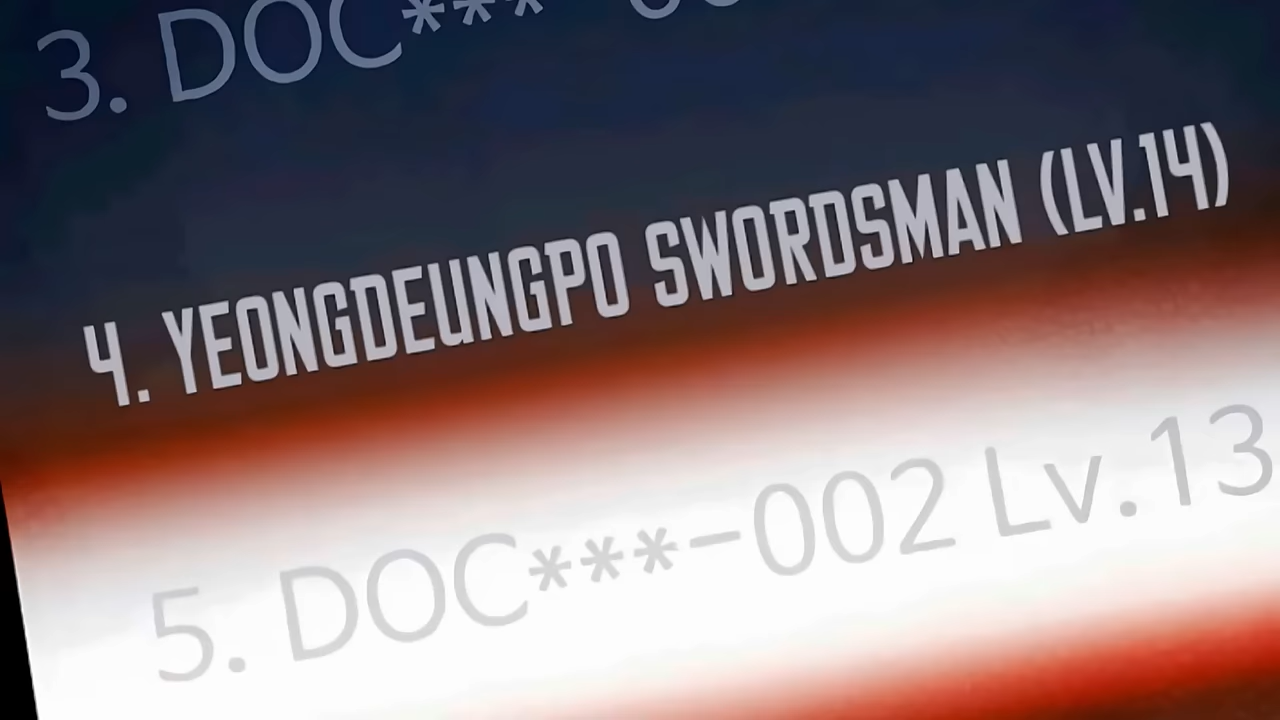 3. DOC***
4. YEONGDEUNGPO SWORDSMAN (LV.14)
5. DOC***-002 Lv.13